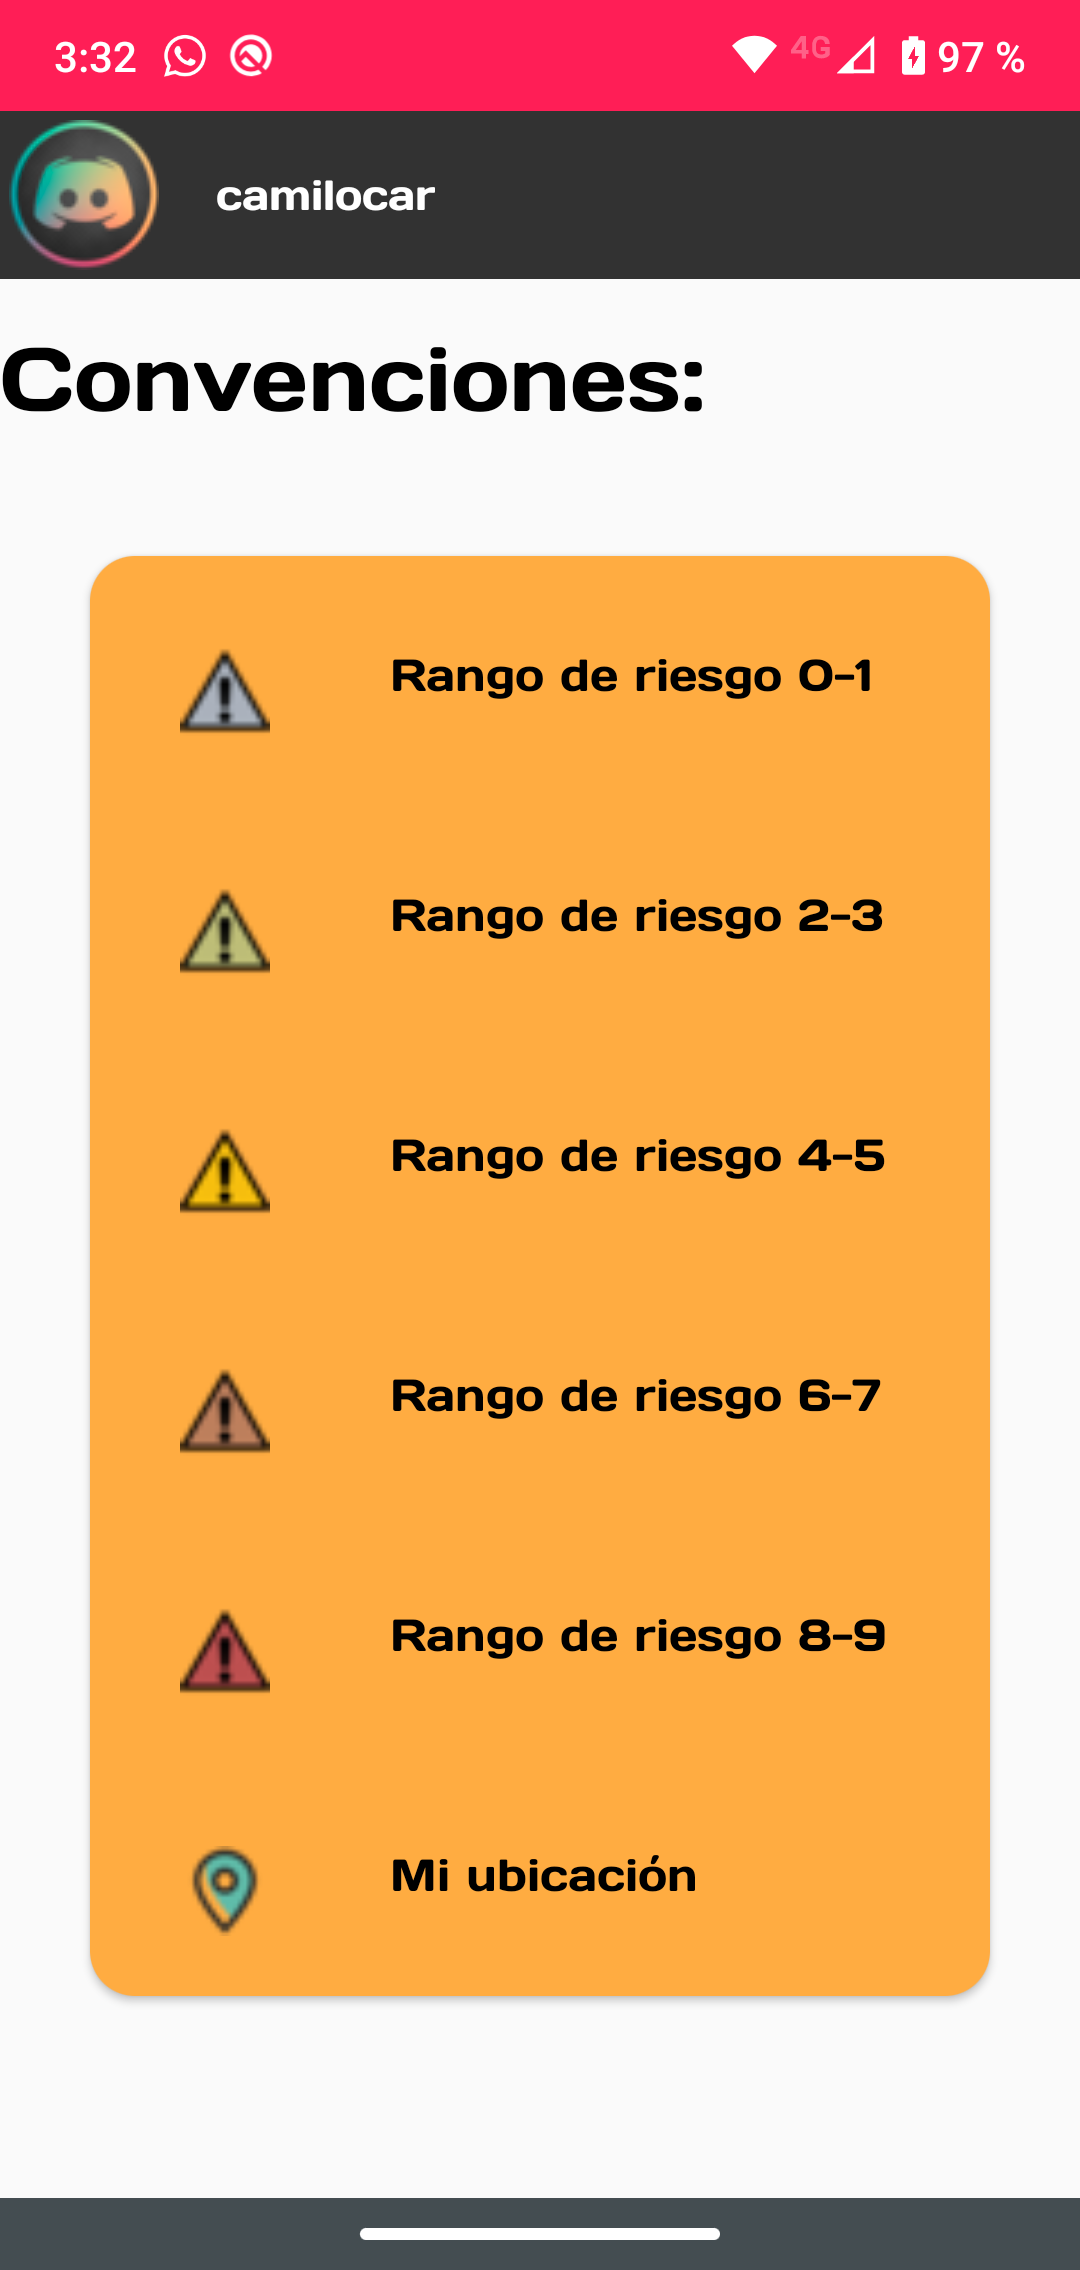 3:32 4G 97 %
camilocar
Convenciones:
Rango de riesgo 0-1
Rango de riesgo 2-3
Rango de riesgo 4-5
Rango de riesgo 6-7
Rango de riesgo 8-9
Mi ubicación